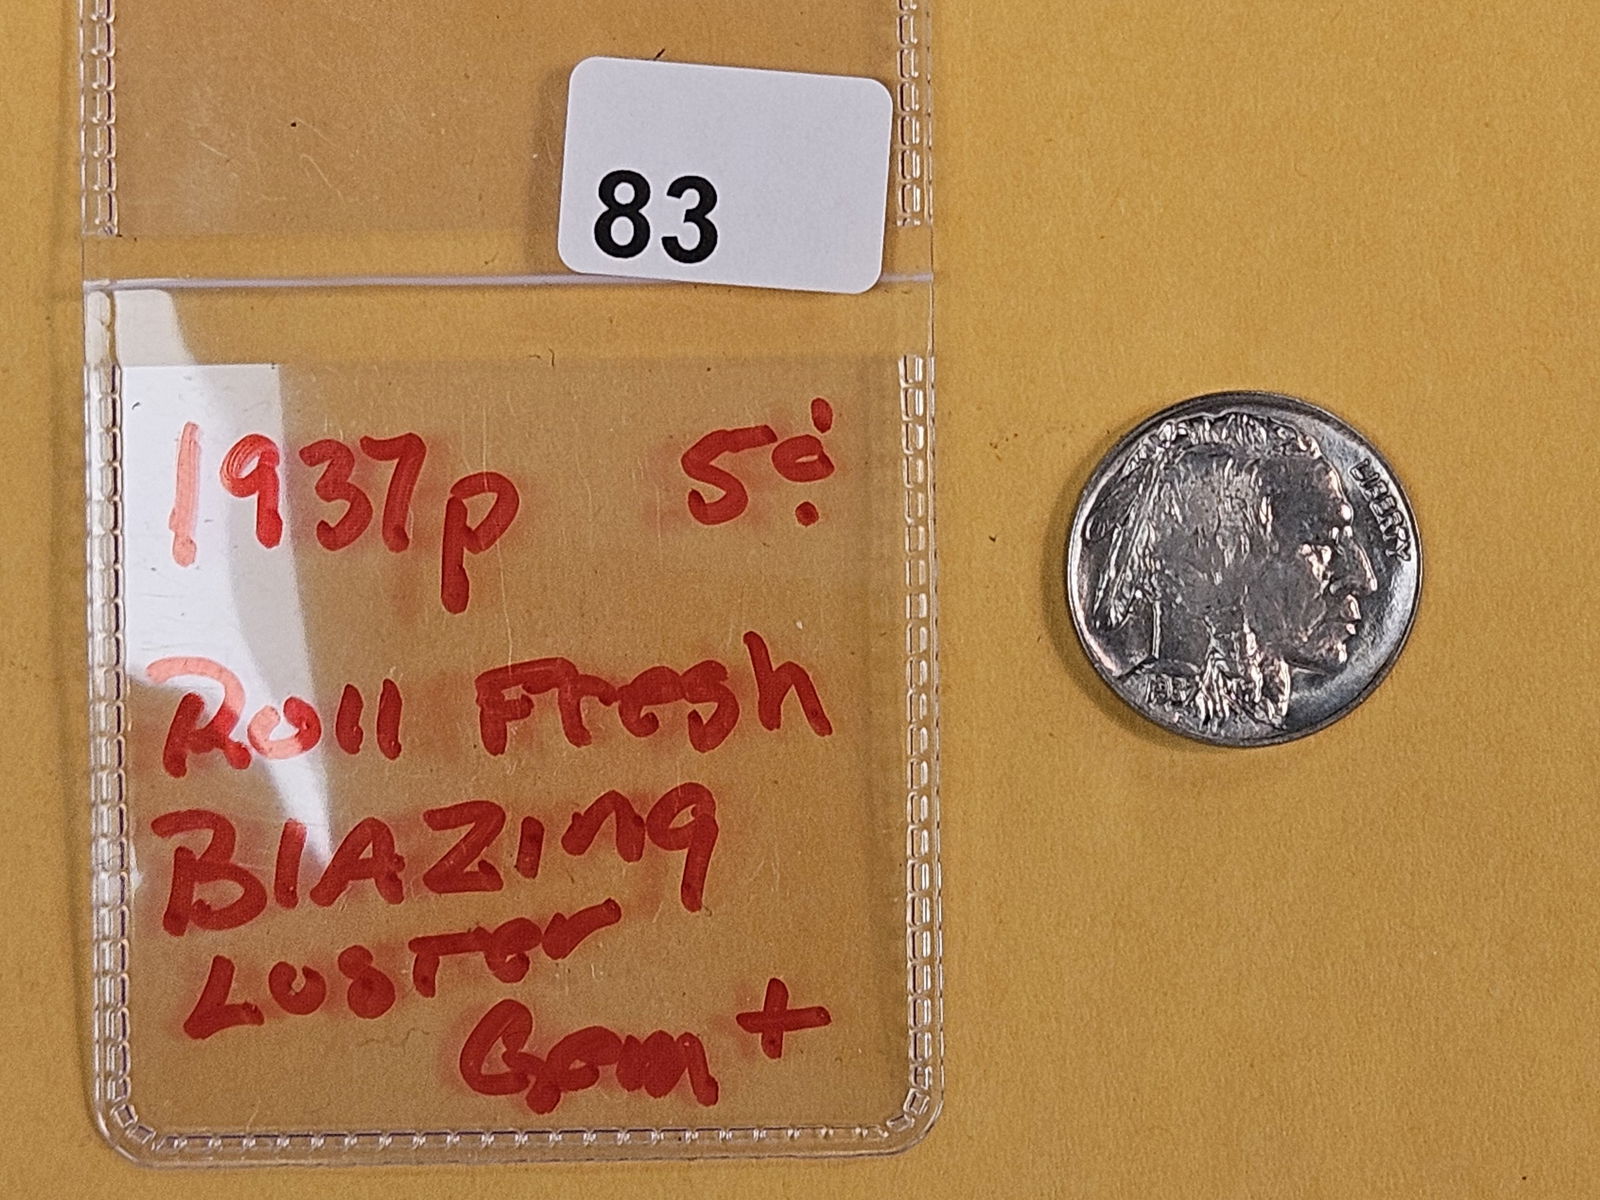 83
1937p 5¢
Roll Fresh
BlAZing
Luster
Gem +
LIBERTY